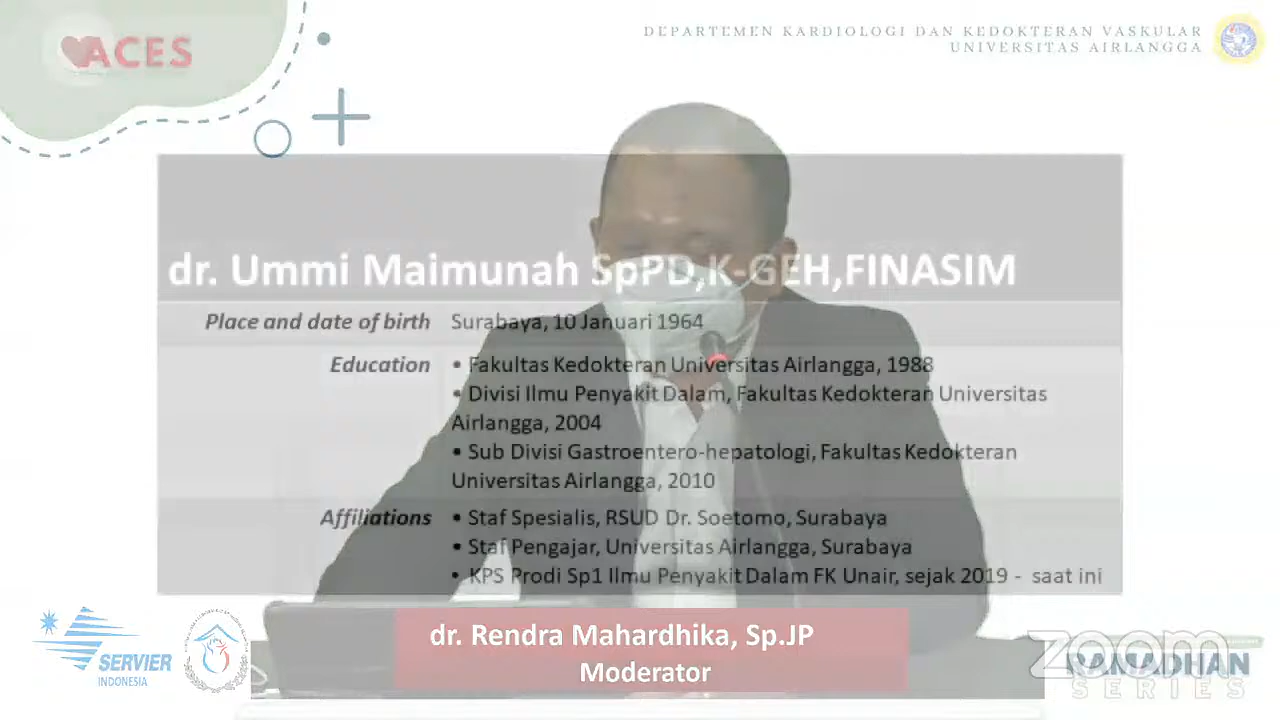 ACES
DEPARTEMEN KARDIOLOGI DAN KEDOKTERAN VASKULAR
UNIVERSITAS AIRLANGGA
dr. Ummi Maimunah SpPD,K-GEH,FINASIM
Place and date of birth Surabaya, 10 Januari 1964
Education • Fakultas Kedokteran Universitas Airlangga, 1988
• Divisi Ilmu Penyakit Dalam, Fakultas Kedokteran Universitas
Airlangga, 2004
• Sub Divisi Gastroentero-hepatologi, Fakultas Kedokteran
Universitas Airlangga, 2010
Affiliations • Staf Spesialis, RSUD Dr. Soetomo, Surabaya
• Staf Pengajar, Universitas Airlangga, Surabaya
• KPS Prodi Sp1 Ilmu Penyakit Dalam FK Unair, sejak 2019 - saat ini
dr. Rendra Mahardhika, Sp.JP
Moderator
SERVIER
INDONESIA
zoom
RAMADHAN
SERIES